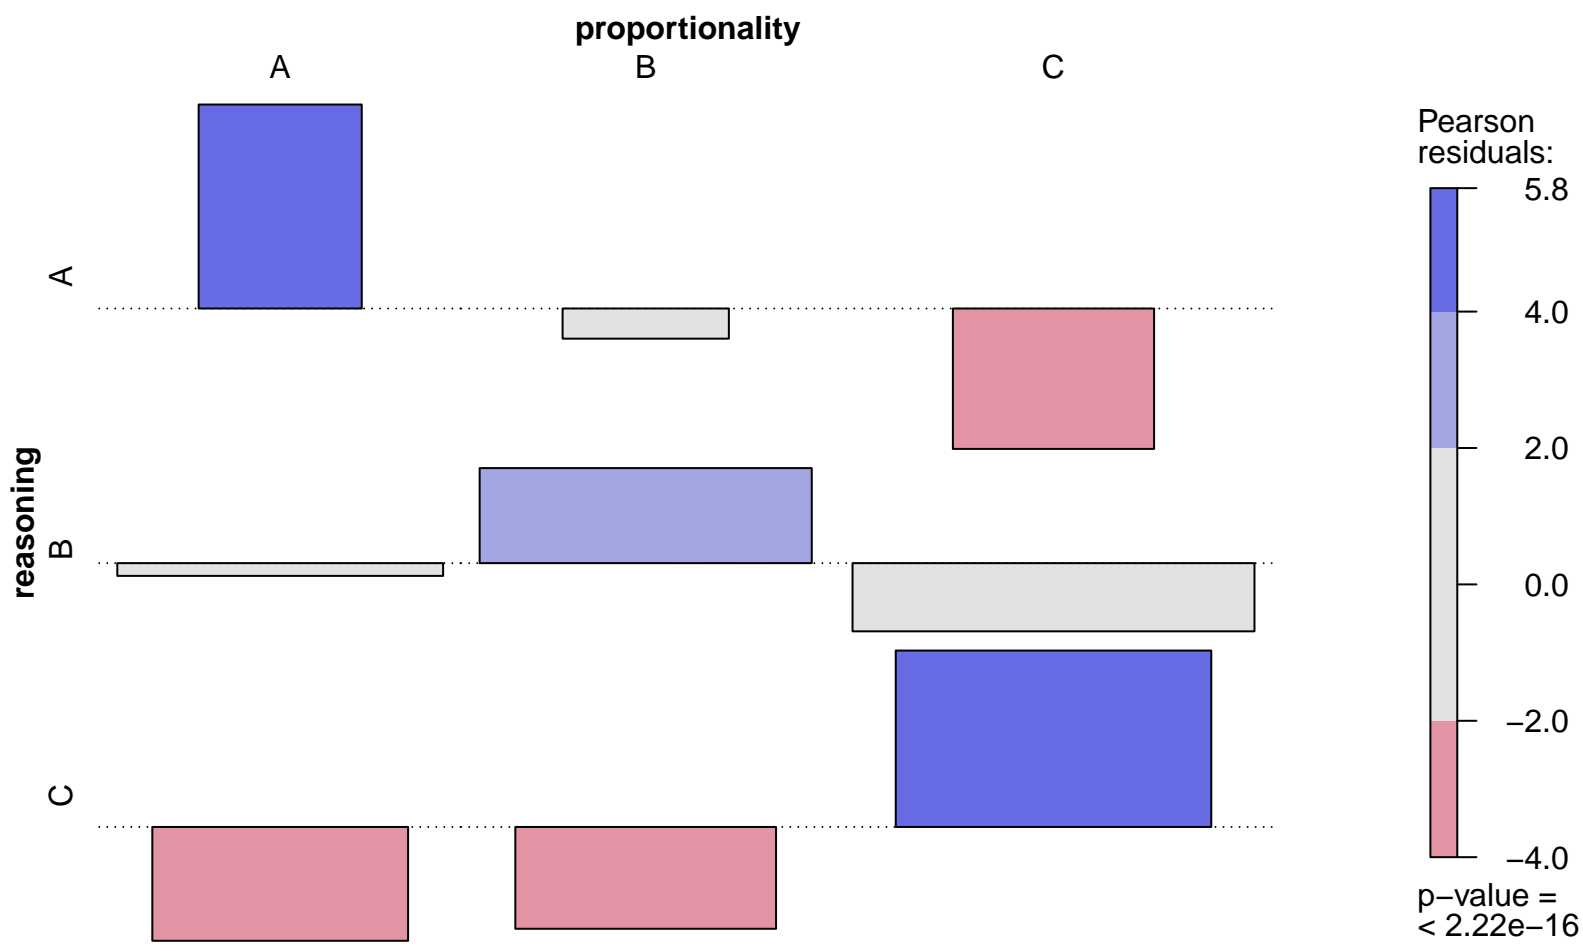 proportionality
A B C
A
reasoning
B
C
Pearson
residuals:
5.8
4.0
2.0
0.0
−2.0
−4.0
p−value =
< 2.22e−16